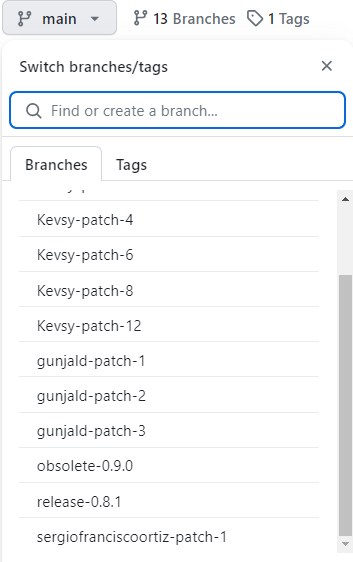 main 13 Branches 1 Tags
Switch branches/tags
Find or create a branch...
Branches Tags
Kevsy-patch-4
Kevsy-patch-6
Kevsy-patch-8
Kevsy-patch-12
gunjald-patch-1
gunjald-patch-2
gunjald-patch-3
obsolete-0.9.0
release-0.8.1
sergiofranciscoortiz-patch-1